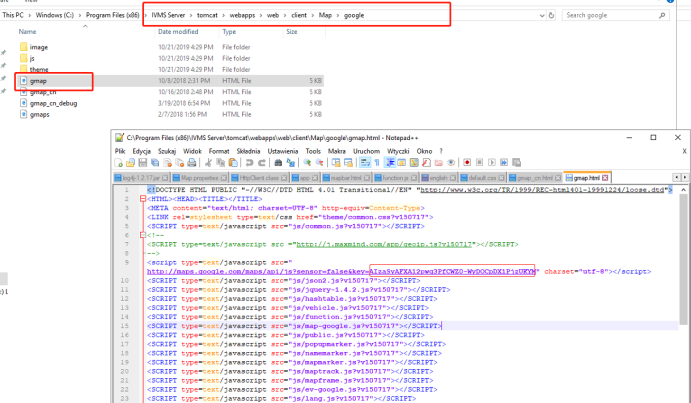 This PC > Windows (C:) > Program Files (x86) > IVMS Server > tomcat > webapps > web > client > Map > google
Search google
Name Date modified Type Size
image 10/21/2019 4:29 PM File folder
js 10/21/2019 4:29 PM File folder
theme 10/21/2019 4:29 PM File folder
gmap 10/8/2018 2:31 PM HTML File 5 KB
gmap_cn 10/16/2018 2:48 PM HTML File 5 KB
gmap_cn_debug 3/19/2018 6:54 PM HTML File 5 KB
gmaps 2/7/2018 1:56 PM HTML File 5 KB
C:\Program Files (x86)\IVMS Server\tomcat\webapps\web\client\Map\google\gmap.html - Notepad++
Plik Edycja Szukaj Widok Format Składnia Ustawienia Tools Makra Uruchom Wtyczki Okno ?
log4j-1.2.17.jar Map.properties HttpClient.class app maptive.html function.js english default.css gmap_cn.html gmap.html
1 <!DOCTYPE HTML PUBLIC "-//W3C//DTD HTML 4.01 Transitional//EN" "http://www.w3c.org/TR/1999/REC-html401-19991224/loose.dtd">
2 <HTML><HEAD><TITLE></TITLE>
3 <META content="text/html; charset=UTF-8" http-equiv=Content-Type>
4 <LINK rel=stylesheet type=text/css href="theme/common.css?v150717">
5 <SCRIPT type=text/javascript src="js/common.js?v150717"></SCRIPT>
6 <!--
7 <SCRIPT type=text/javascript src ="http://j.maxmind.com/app/geoip.js?v150717"></SCRIPT>
8 -->
9 <script type="text/javascript" src="
http://maps.google.com/maps/api/js?sensor=false&key=" charset="utf-8"></script>
10 <SCRIPT type=text/javascript src="js/json2.js?v150717"></SCRIPT>
11 <SCRIPT type=text/javascript src="js/jquery-1.4.2.js?v150717"></SCRIPT>
12 <SCRIPT type=text/javascript src="js/hashtable.js?v150717"></SCRIPT>
13 <SCRIPT type=text/javascript src="js/vehicle.js?v150717"></SCRIPT>
14 <SCRIPT type=text/javascript src="js/function.js?v150717"></SCRIPT>
15 <SCRIPT type=text/javascript src="js/map-google.js?v150717"></SCRIPT>
16 <SCRIPT type=text/javascript src="js/public.js?v150717"></SCRIPT>
17 <SCRIPT type=text/javascript src="js/popupmarker.js?v150717"></SCRIPT>
18 <SCRIPT type=text/javascript src="js/namemarker.js?v150717"></SCRIPT>
19 <SCRIPT type=text/javascript src="js/mapmarker.js?v150717"></SCRIPT>
20 <SCRIPT type=text/javascript src="js/maptrack.js?v150717"></SCRIPT>
21 <SCRIPT type=text/javascript src="js/mapframe.js?v150717"></SCRIPT>
22 <SCRIPT type=text/javascript src="js/ev-google.js?v150717"></SCRIPT>
23 <SCRIPT type=text/javascript src="js/lang.js?v150717"></SCRIPT>